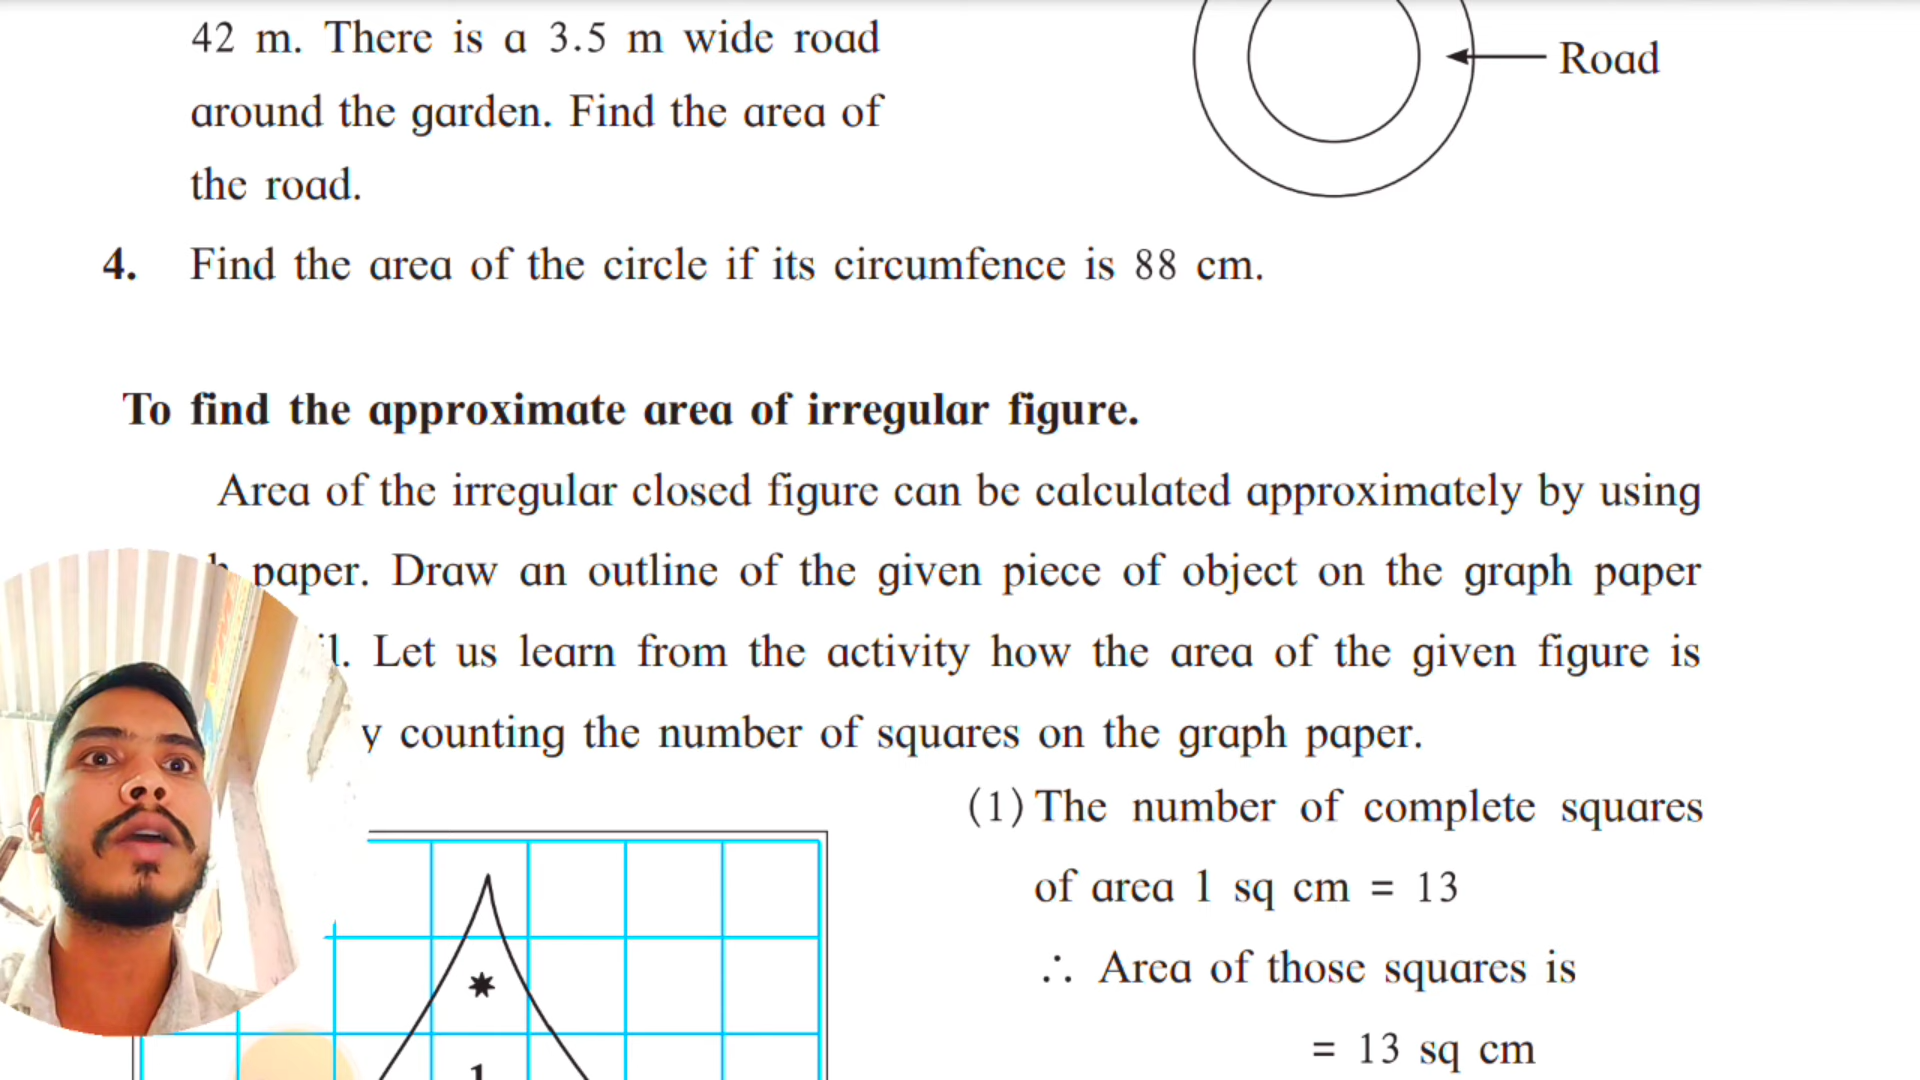 42 m. There is a 3.5 m wide road
around the garden. Find the area of
the road.
Road
4. Find the area of the circle if its circumfence is 88 cm.
To find the approximate area of irregular figure.
Area of the irregular closed figure can be calculated approximately by using
paper. Draw an outline of the given piece of object on the graph paper
l. Let us learn from the activity how the area of the given figure is
y counting the number of squares on the graph paper.
(1) The number of complete squares
of area 1 sq cm = 13
∴ Area of those squares is
= 13 sq cm
*
1